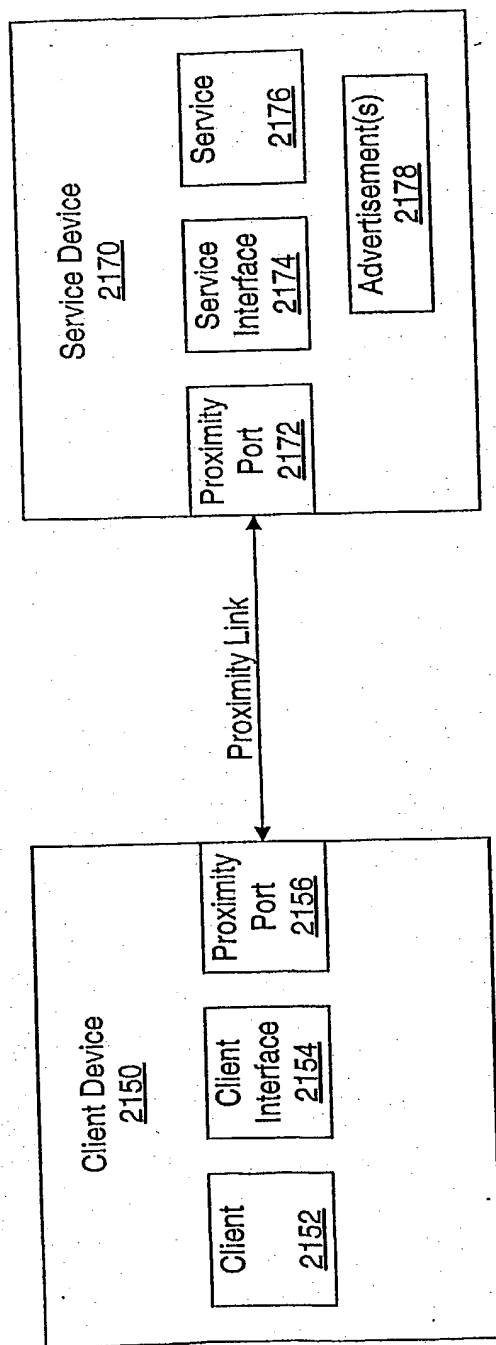 Client Device
2150
Client
2152
Client
Interface
2154
Proximity
Port
2156
Proximity Link
Service Device
2170
Proximity
Port
2172
Service
Interface
2174
Service
2176
Advertisement(s)
2178